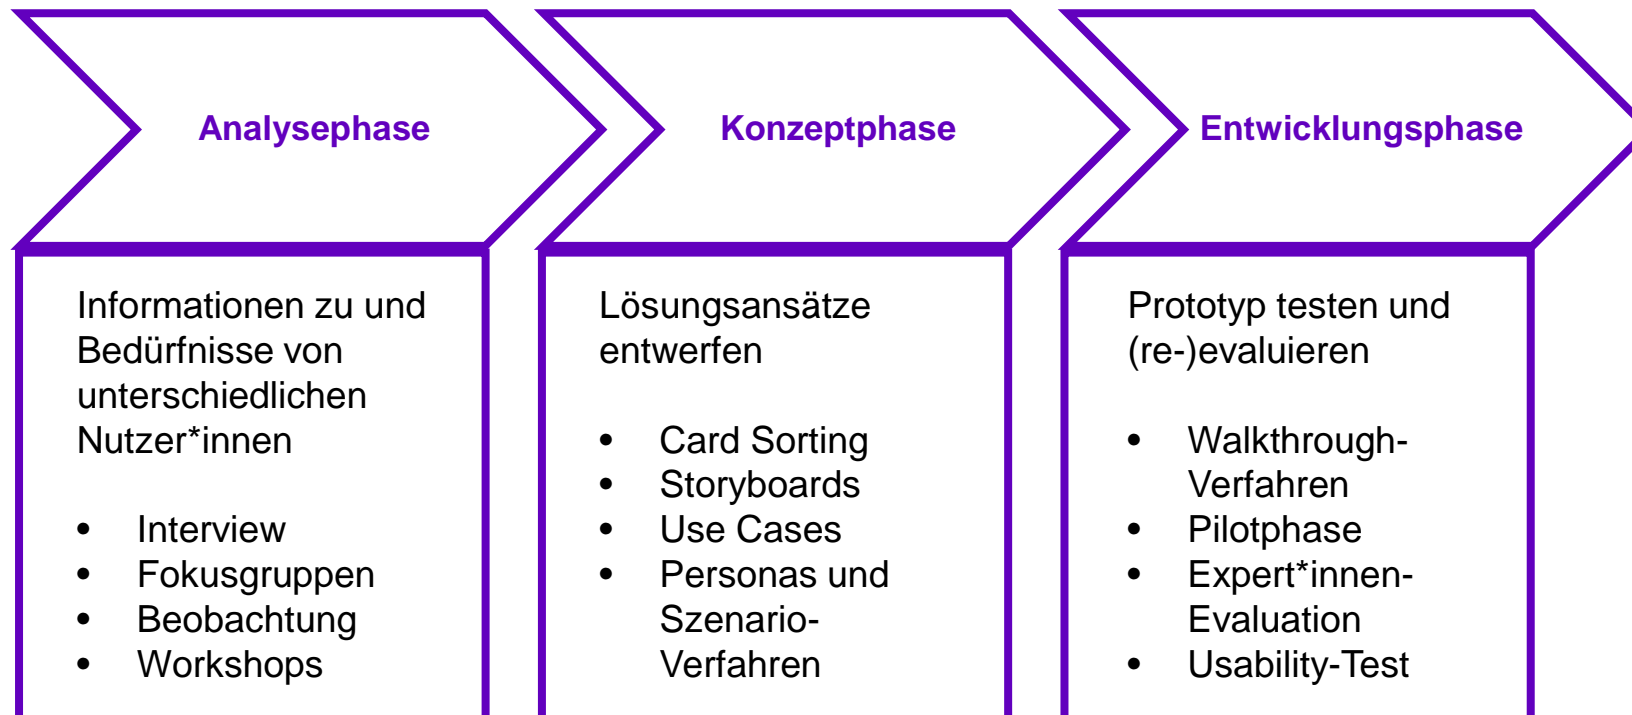 Analysephase
Konzeptphase
Entwicklungsphase
Informationen zu und
Bedürfnisse von
unterschiedlichen
Nutzer*innen
• Interview
• Fokusgruppen
• Beobachtung
• Workshops
Lösungsansätze
entwerfen
• Card Sorting
• Storyboards
• Use Cases
• Personas und
Szenario-
Verfahren
Prototyp testen und
(re-)evaluieren
• Walkthrough-
Verfahren
• Pilotphase
• Expert*innen-
Evaluation
• Usability-Test